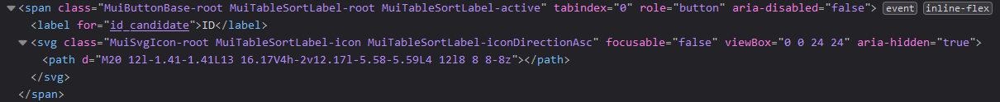 <span class="MuiButtonBase-root MuiTableSortLabel-root MuiTableSortLabel-active" tabindex="0" role="button" aria-disabled="false"> event inline-flex
<label for="id_candidate">ID</label>
<svg class="MuiSvgIcon-root MuiTableSortLabel-icon MuiTableSortLabel-iconDirectionAsc" focusable="false" viewBox="0 0 24 24" aria-hidden="true">
<path d="M20 12l-1.41-1.41L13 16.17V4h-2v12.17l-5.58-5.59L4 12l8 8 8-8z"></path>
</svg>
</span>